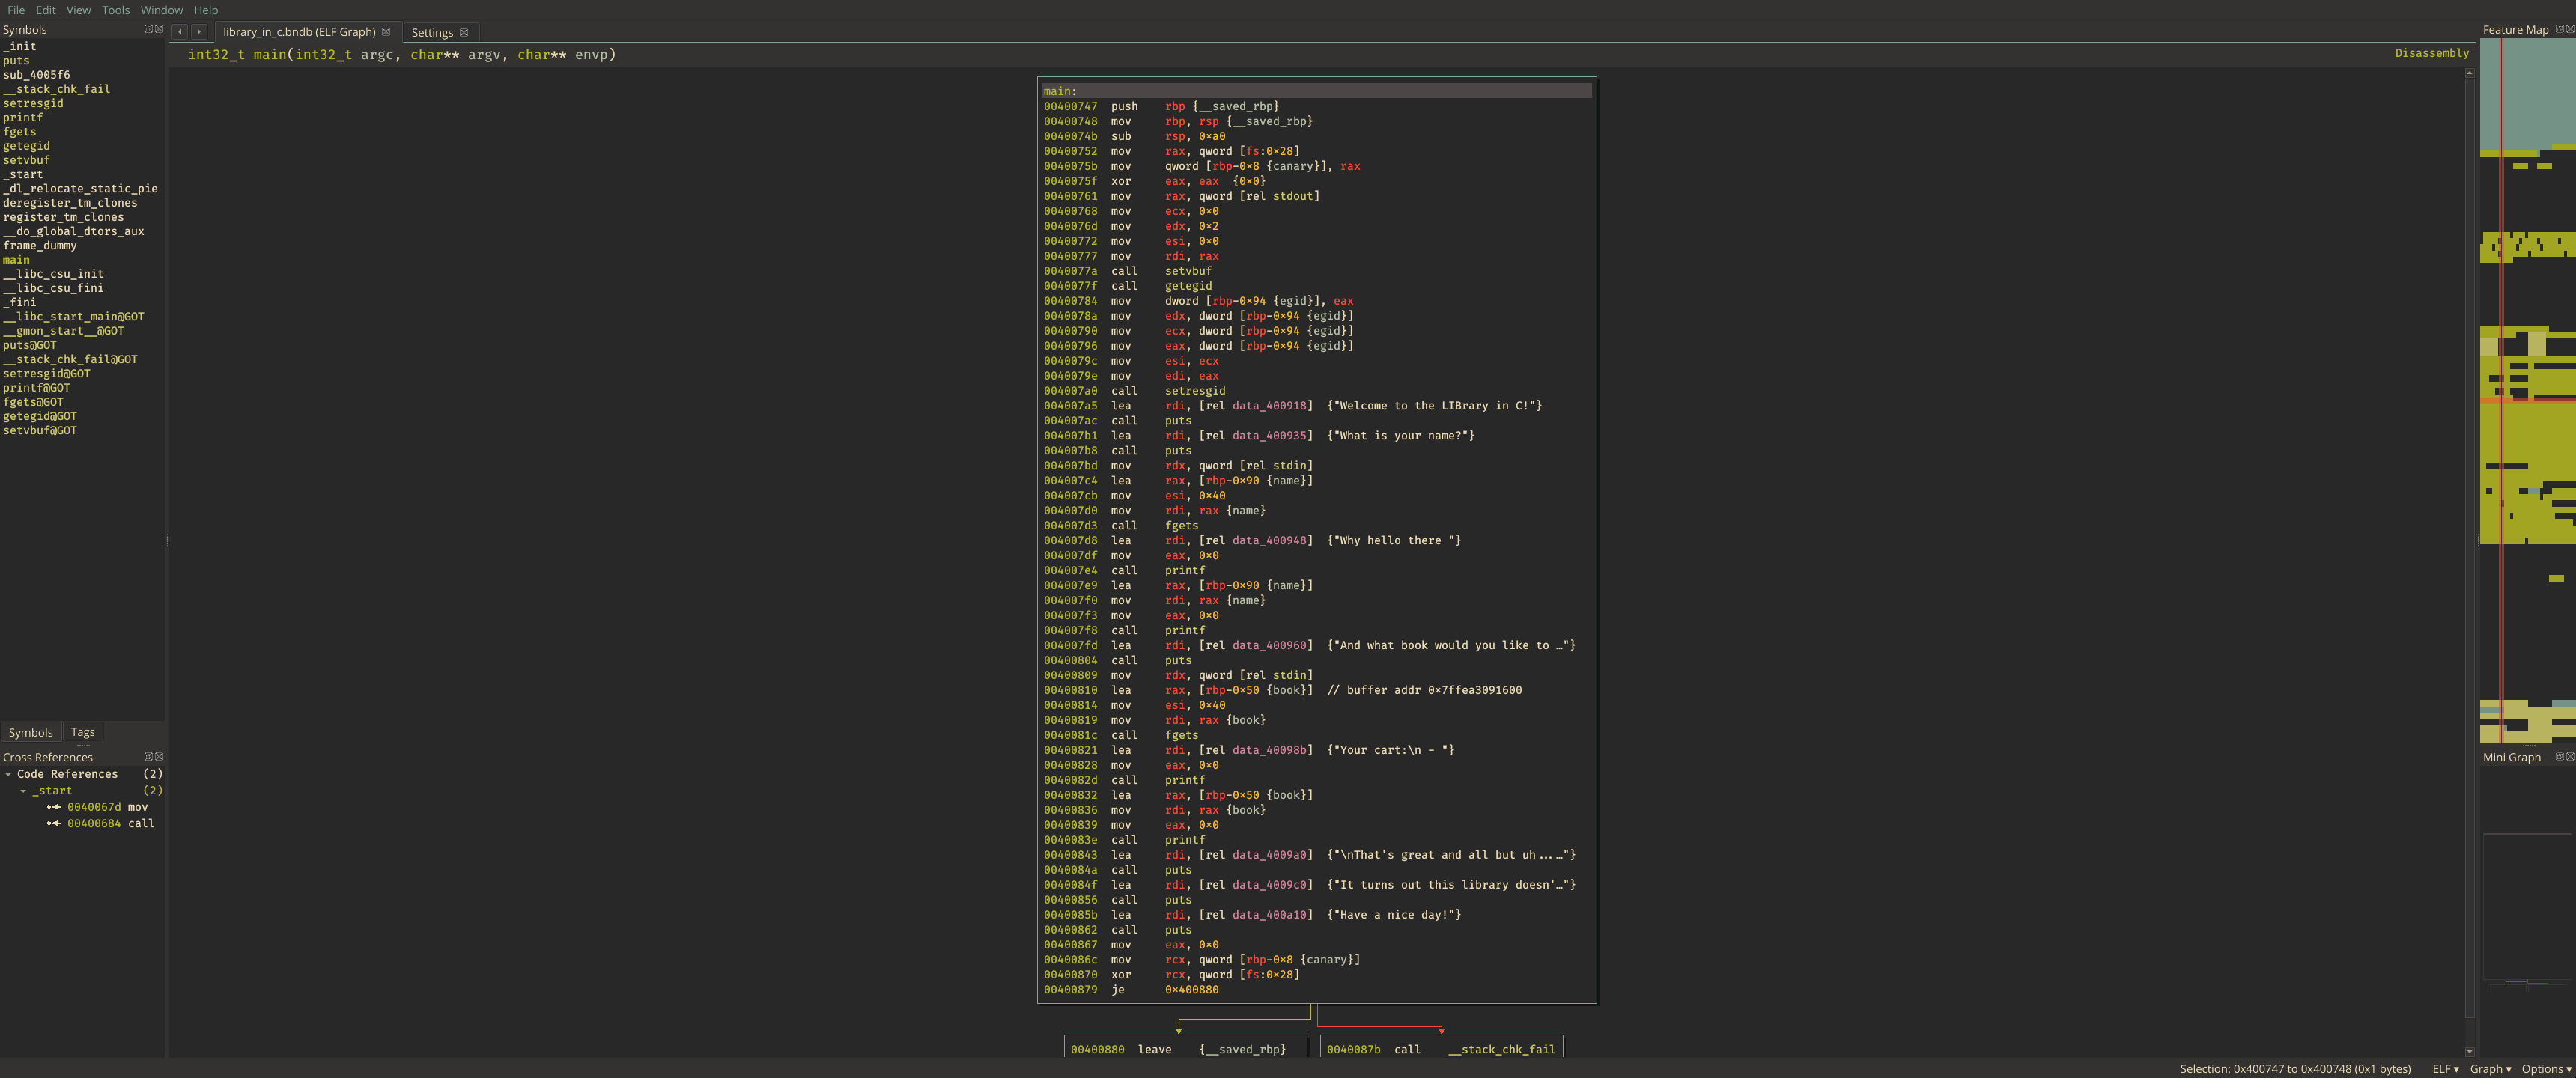 File Edit View Tools Window Help
Symbols
_init
puts
sub_4005f6
__stack_chk_fail
setresgid
printf
fgets
getegid
setvbuf
_start
_dl_relocate_static_pie
deregister_tm_clones
register_tm_clones
__do_global_dtors_aux
frame_dummy
main
__libc_csu_init
__libc_csu_fini
_fini
__libc_start_main@GOT
__gmon_start__@GOT
puts@GOT
__stack_chk_fail@GOT
setresgid@GOT
printf@GOT
fgets@GOT
getegid@GOT
setvbuf@GOT
Symbols Tags
Cross References
Code References (2)
_start (2)
0040067d mov
00400684 call
library_in_c.bndb (ELF Graph) Settings
int32_t main(int32_t argc, char** argv, char** envp)
Disassembly
main:
00400747 push rbp {__saved_rbp}
00400748 mov rbp, rsp {__saved_rbp}
0040074b sub rsp, 0xa0
00400752 mov rax, qword [fs:0x28]
0040075b mov qword [rbp-0x8 {canary}], rax
0040075f xor eax, eax {0x0}
00400761 mov rax, qword [rel stdout]
00400768 mov ecx, 0x0
0040076d mov edx, 0x2
00400772 mov esi, 0x0
00400777 mov rdi, rax
0040077a call setvbuf
0040077f call getegid
00400784 mov dword [rbp-0x94 {egid}], eax
0040078a mov edx, dword [rbp-0x94 {egid}]
00400790 mov ecx, dword [rbp-0x94 {egid}]
00400796 mov eax, dword [rbp-0x94 {egid}]
0040079c mov esi, ecx
0040079e mov edi, eax
004007a0 call setresgid
004007a5 lea rdi, [rel data_400918] {"Welcome to the LIBrary in C!"}
004007ac call puts
004007b1 lea rdi, [rel data_400935] {"What is your name?"}
004007b8 call puts
004007bd mov rdx, qword [rel stdin]
004007c4 lea rax, [rbp-0x90 {name}]
004007cb mov esi, 0x40
004007d0 mov rdi, rax {name}
004007d3 call fgets
004007d8 lea rdi, [rel data_400948] {"Why hello there "}
004007df mov eax, 0x0
004007e4 call printf
004007e9 lea rax, [rbp-0x90 {name}]
004007f0 mov rdi, rax {name}
004007f3 mov eax, 0x0
004007f8 call printf
004007fd lea rdi, [rel data_400960] {"And what book would you like to …"}
00400804 call puts
00400809 mov rdx, qword [rel stdin]
00400810 lea rax, [rbp-0x50 {book}] // buffer addr 0x7ffea3091600
00400814 mov esi, 0x40
00400819 mov rdi, rax {book}
0040081c call fgets
00400821 lea rdi, [rel data_40098b] {"Your cart:\n - "}
00400828 mov eax, 0x0
0040082d call printf
00400832 lea rax, [rbp-0x50 {book}]
00400836 mov rdi, rax {book}
00400839 mov eax, 0x0
0040083e call printf
00400843 lea rdi, [rel data_4009a0] {"\nThat's great and all but uh...…"}
0040084a call puts
0040084f lea rdi, [rel data_4009c0] {"It turns out this library doesn'…"}
00400856 call puts
0040085b lea rdi, [rel data_400a10] {"Have a nice day!"}
00400862 call puts
00400867 mov eax, 0x0
0040086c mov rcx, qword [rbp-0x8 {canary}]
00400870 xor rcx, qword [fs:0x28]
00400879 je 0x400880
00400880 leave {__saved_rbp}
0040087b call __stack_chk_fail
Feature Map
Mini Graph
Selection: 0x400747 to 0x400748 (0x1 bytes) ELF ▾ Graph ▾ Options ▾